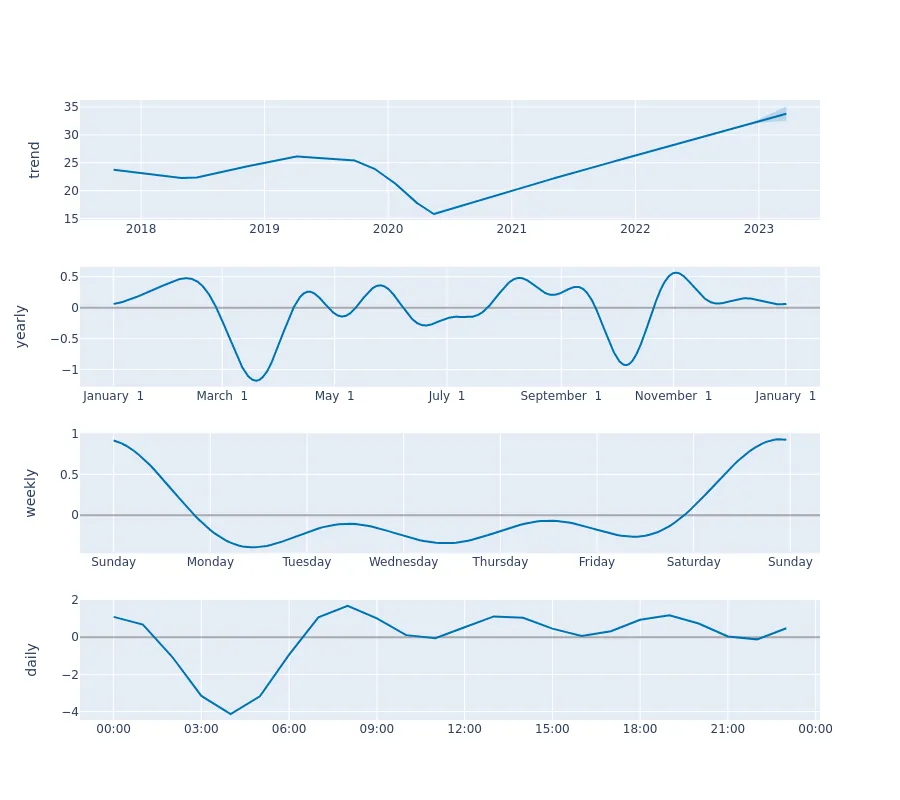 trend
35
30
25
20
15
2018 2019 2020 2021 2022 2023
yearly
0.5
0
−0.5
−1
January 1 March 1 May 1 July 1 September 1 November 1 January 1
weekly
1
0.5
0
Sunday Monday Tuesday Wednesday Thursday Friday Saturday Sunday
daily
2
0
−2
−4
00:00 03:00 06:00 09:00 12:00 15:00 18:00 21:00 00:00